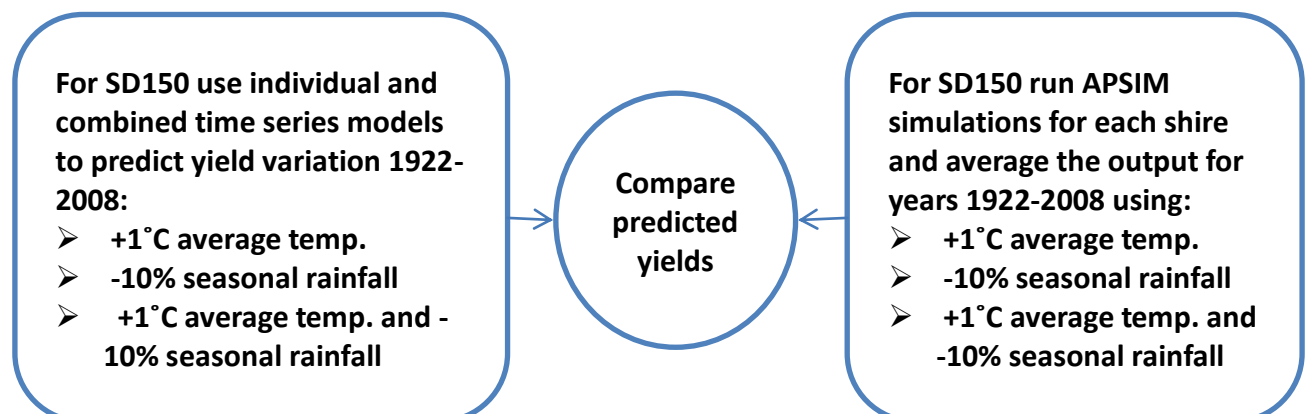 For SD150 use individual and
combined time series models
to predict yield variation 1922-
2008:
➢ +1˚C average temp.
➢ -10% seasonal rainfall
➢ +1˚C average temp. and -
10% seasonal rainfall
Compare
predicted
yields
For SD150 run APSIM
simulations for each shire
and average the output for
years 1922-2008 using:
➢ +1˚C average temp.
➢ -10% seasonal rainfall
➢ +1˚C average temp. and
-10% seasonal rainfall